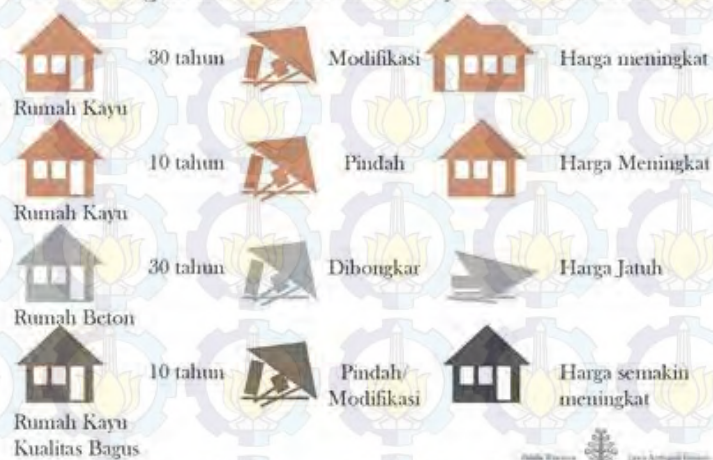 30 tahun Modifikasi Harga meningkat
Rumah Kayu
10 tahun Pindah Harga Meningkat
Rumah Kayu
30 tahun Dibongkar Harga Jatuh
Rumah Beton
10 tahun Pindah/ Harga semakin
Modifikasi meningkat
Rumah Kayu
Kualitas Bagus